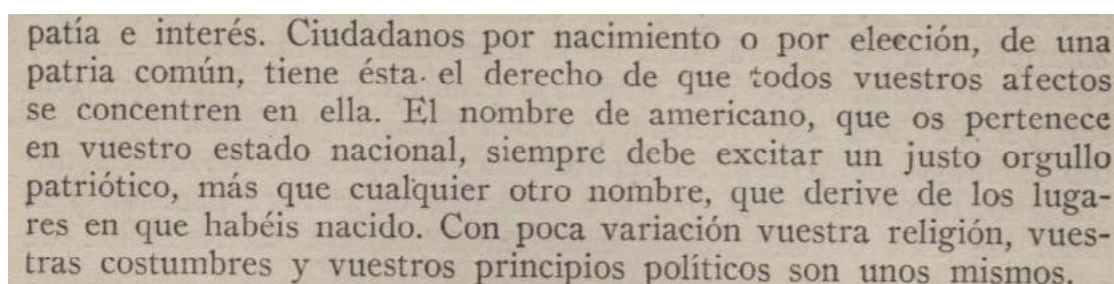 patía e interés. Ciudadanos por nacimiento o por elección, de una
patria común, tiene ésta el derecho de que todos vuestros afectos
se concentren en ella. El nombre de americano, que os pertenece
en vuestro estado nacional, siempre debe excitar un justo orgullo
patriótico, más que cualquier otro nombre, que derive de los luga-
res en que habéis nacido. Con poca variación vuestra religión, vues-
tras costumbres y vuestros principios políticos son unos mismos.